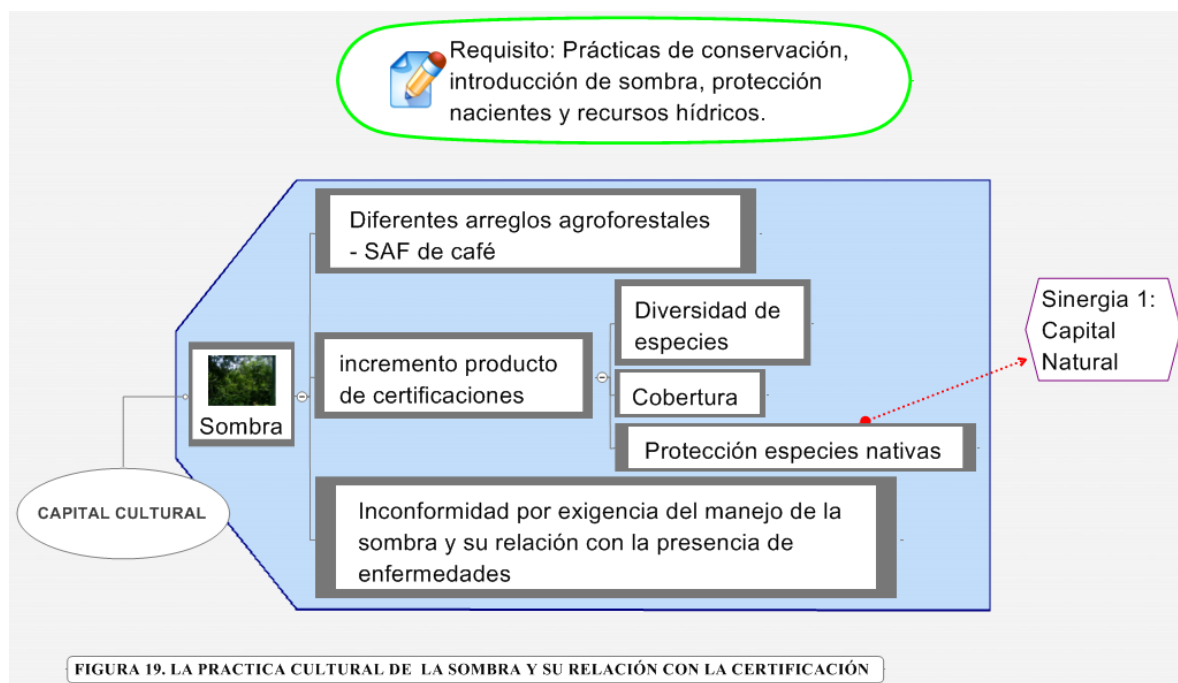 Requisito: Prácticas de conservación,
introducción de sombra, protección
nacientes y recursos hídricos.
Diferentes arreglos agroforestales
- SAF de café
Diversidad de
especies
Sinergia 1:
Capital
Natural
incremento producto
de certificaciones
Cobertura
Sombra
Protección especies nativas
CAPITAL CULTURAL
Inconformidad por exigencia del manejo de la
sombra y su relación con la presencia de
enfermedades
FIGURA 19. LA PRACTICA CULTURAL DE LA SOMBRA Y SU RELACIÓN CON LA CERTIFICACIÓN